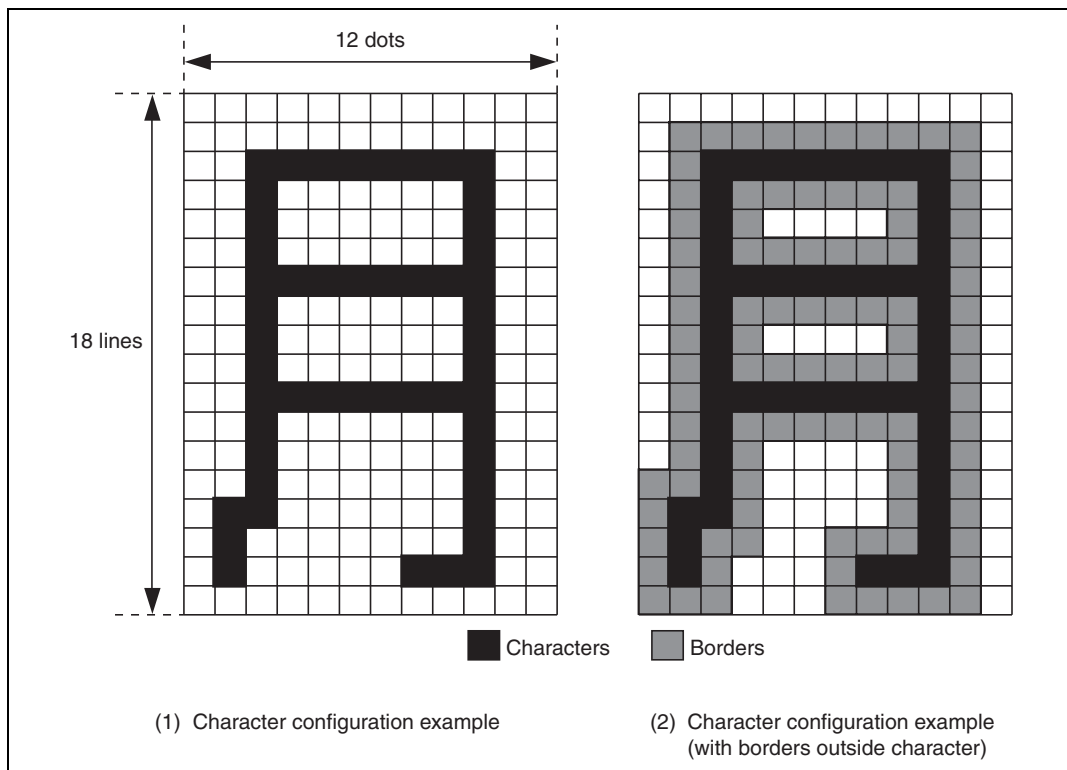 12 dots
18 lines
Characters
Borders
(1) Character configuration example
(2) Character configuration example
(with borders outside character)